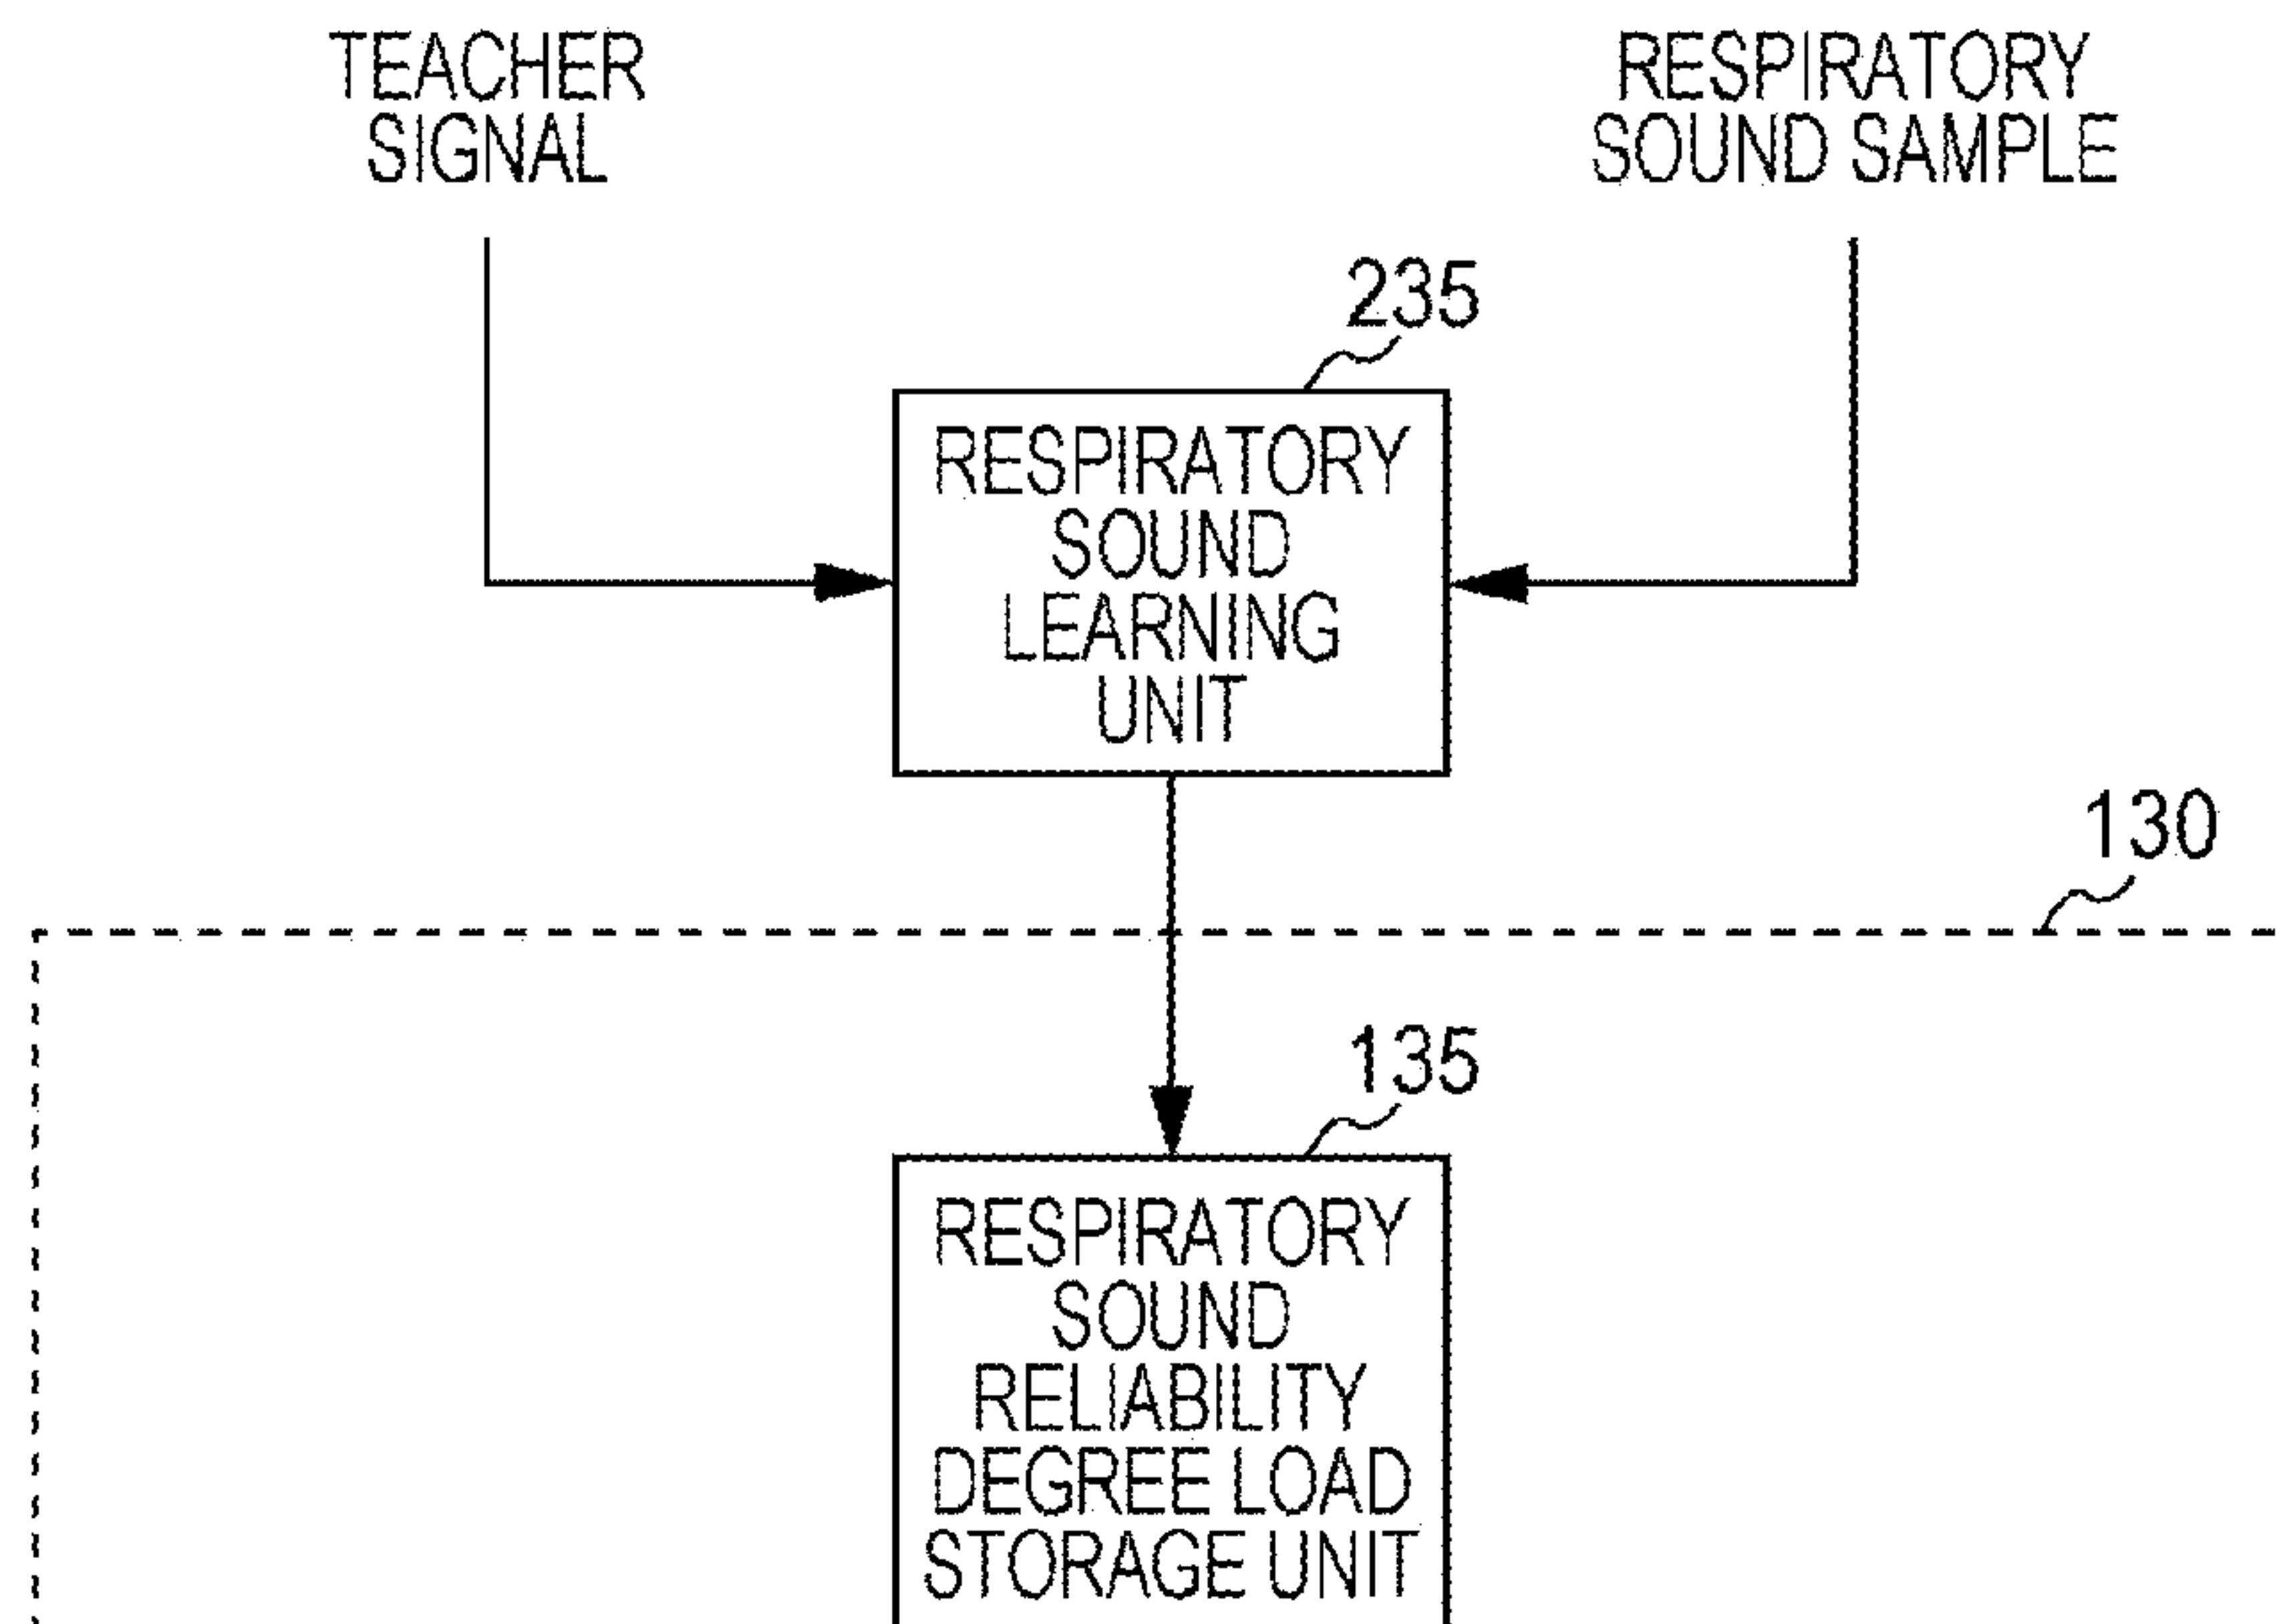 TEACHER
SIGNAL
RESPIRATORY
SOUND SAMPLE
235
RESPIRATORY
SOUND
LEARNING
UNIT
130
135
RESPIRATORY
SOUND
RELIABILITY
DEGREE LOAD
STORAGE UNIT